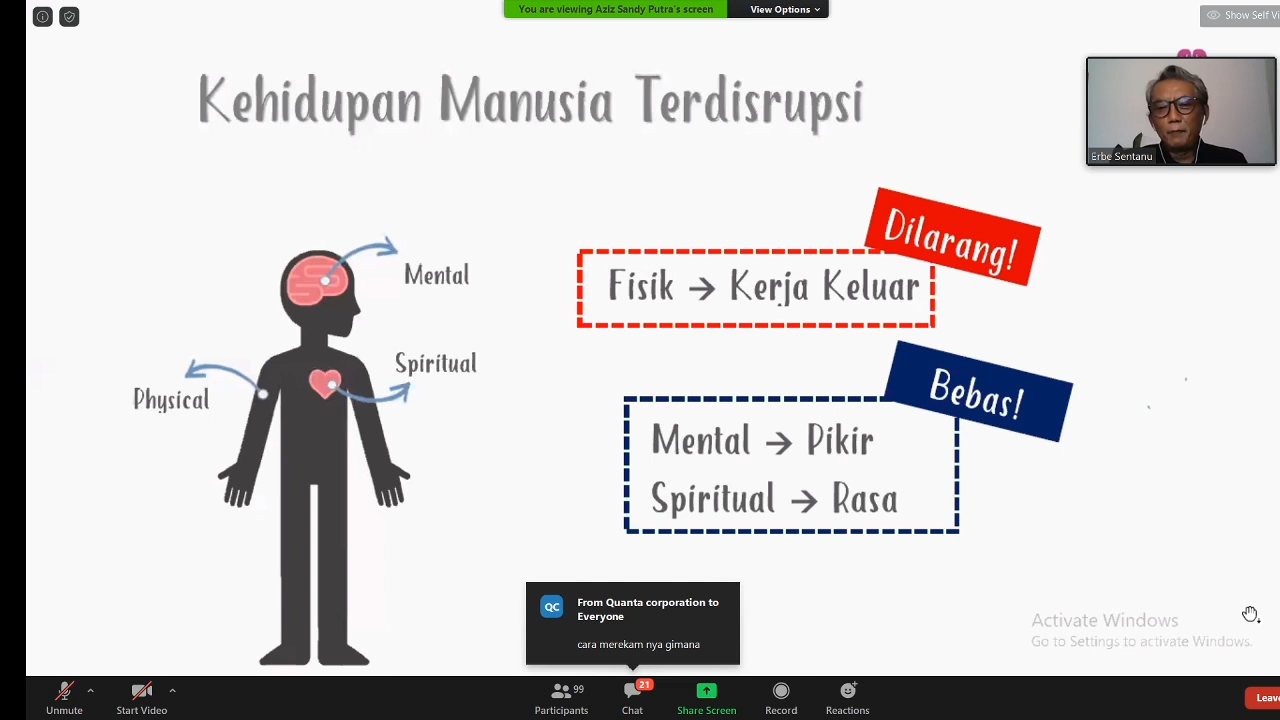 You are viewing Aziz Sandy Putra's screen
View Options
Show Self Vi
Kehidupan Manusia Terdisrupsi
Erbe Sentanu
Dilarang!
Mental
Fisik → Kerja Keluar
Spiritual
Physical
Bebas!
Mental → Pikir
Spiritual → Rasa
QC
From Quanta corporation to
Everyone
cara merekam nya gimana
Activate Windows
Go to Settings to activate Windows.
21
99
Unmute
Start Video
Participants
Chat
Share Screen
Record
Reactions
Leave